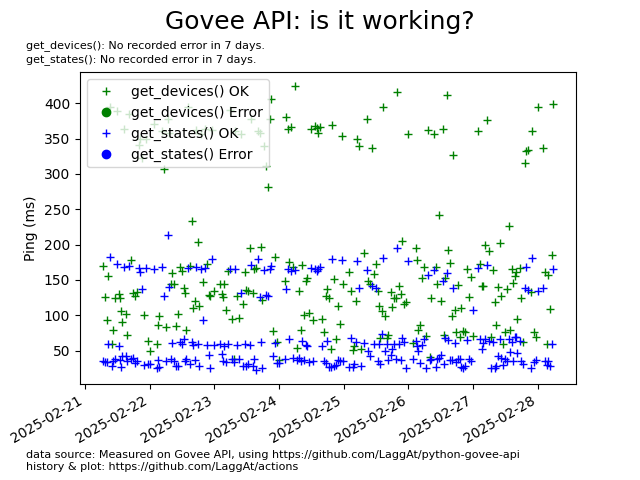 Govee API: is it working?
get_devices(): No recorded error in 7 days.
get_states(): No recorded error in 7 days.
get_devices() OK
get_devices() Error
get_states() OK
get_states() Error
Ping (ms)
400
350
300
250
200
150
100
50
2025-02-21
2025-02-22
2025-02-23
2025-02-24
2025-02-25
2025-02-26
2025-02-27
2025-02-28
data source: Measured on Govee API, using https://github.com/LaggAt/python-govee-api
history & plot: https://github.com/LaggAt/actions